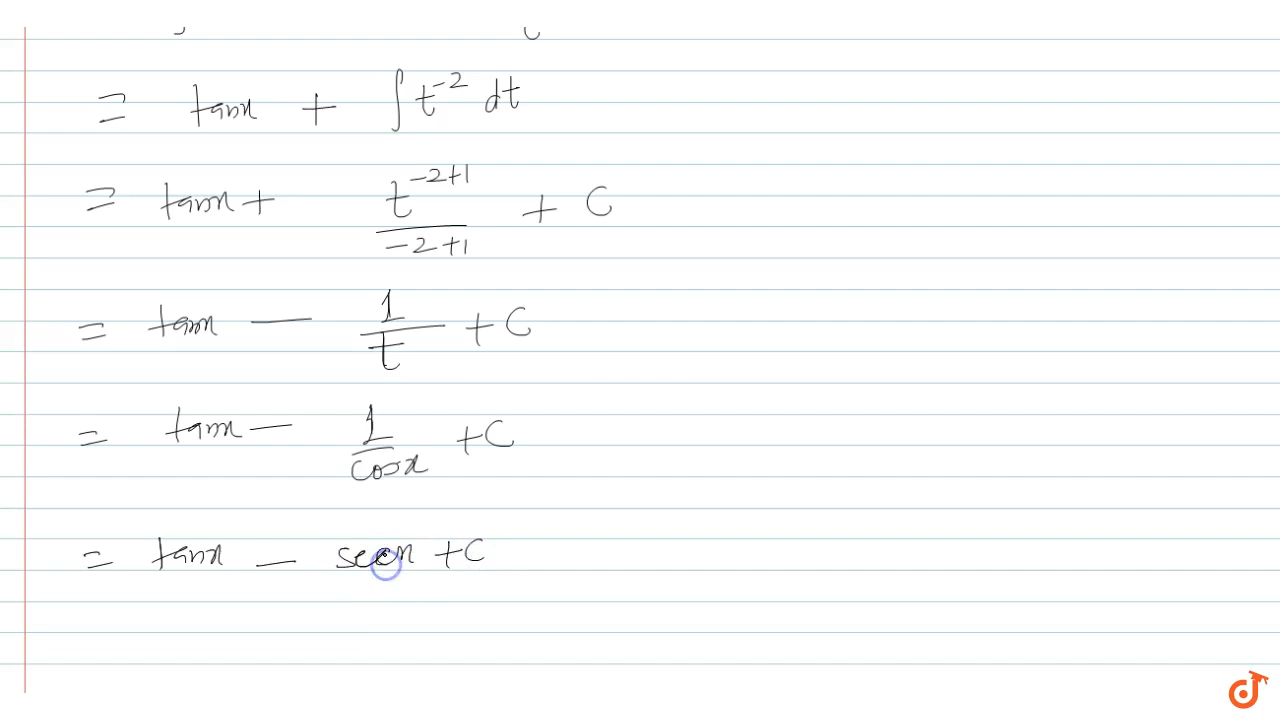 = tanx + ∫ t^-2 dt
= tanx + t^(-2+1) / (-2+1) + C
= tanx — 1/t + C
= tanx — 1/cosx + C
= tanx — secx + C